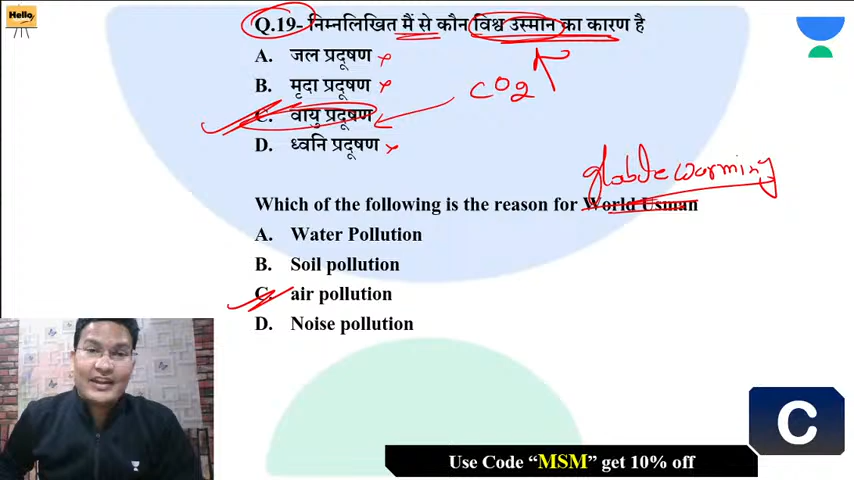 Hello
Q.19- निम्नलिखित मैं से कौन विश्व उस्मान का कारण है
A. जल प्रदूषण
B. मृदा प्रदूषण
CO2
C. वायु प्रदूषण
D. ध्वनि प्रदूषण
globle warming
Which of the following is the reason for World Usman
A. Water Pollution
B. Soil pollution
C. air pollution
D. Noise pollution
C
Use Code “MSM” get 10% off